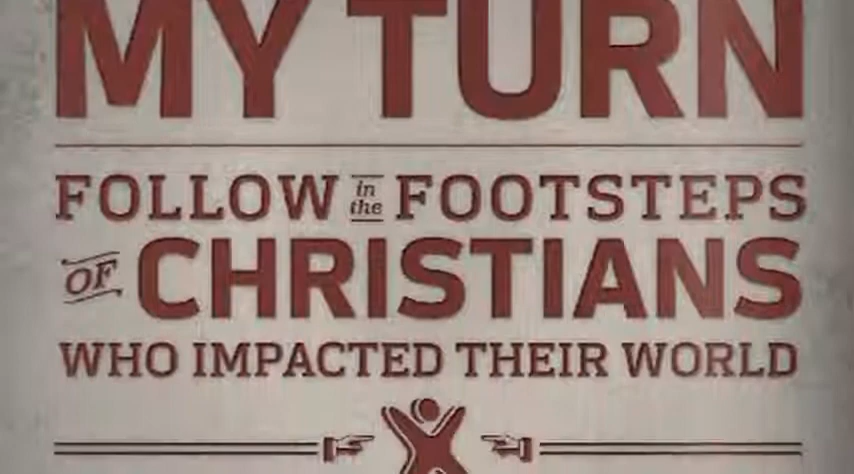 MY TURN
FOLLOW in the FOOTSTEPS
OF CHRISTIANS
WHO IMPACTED THEIR WORLD